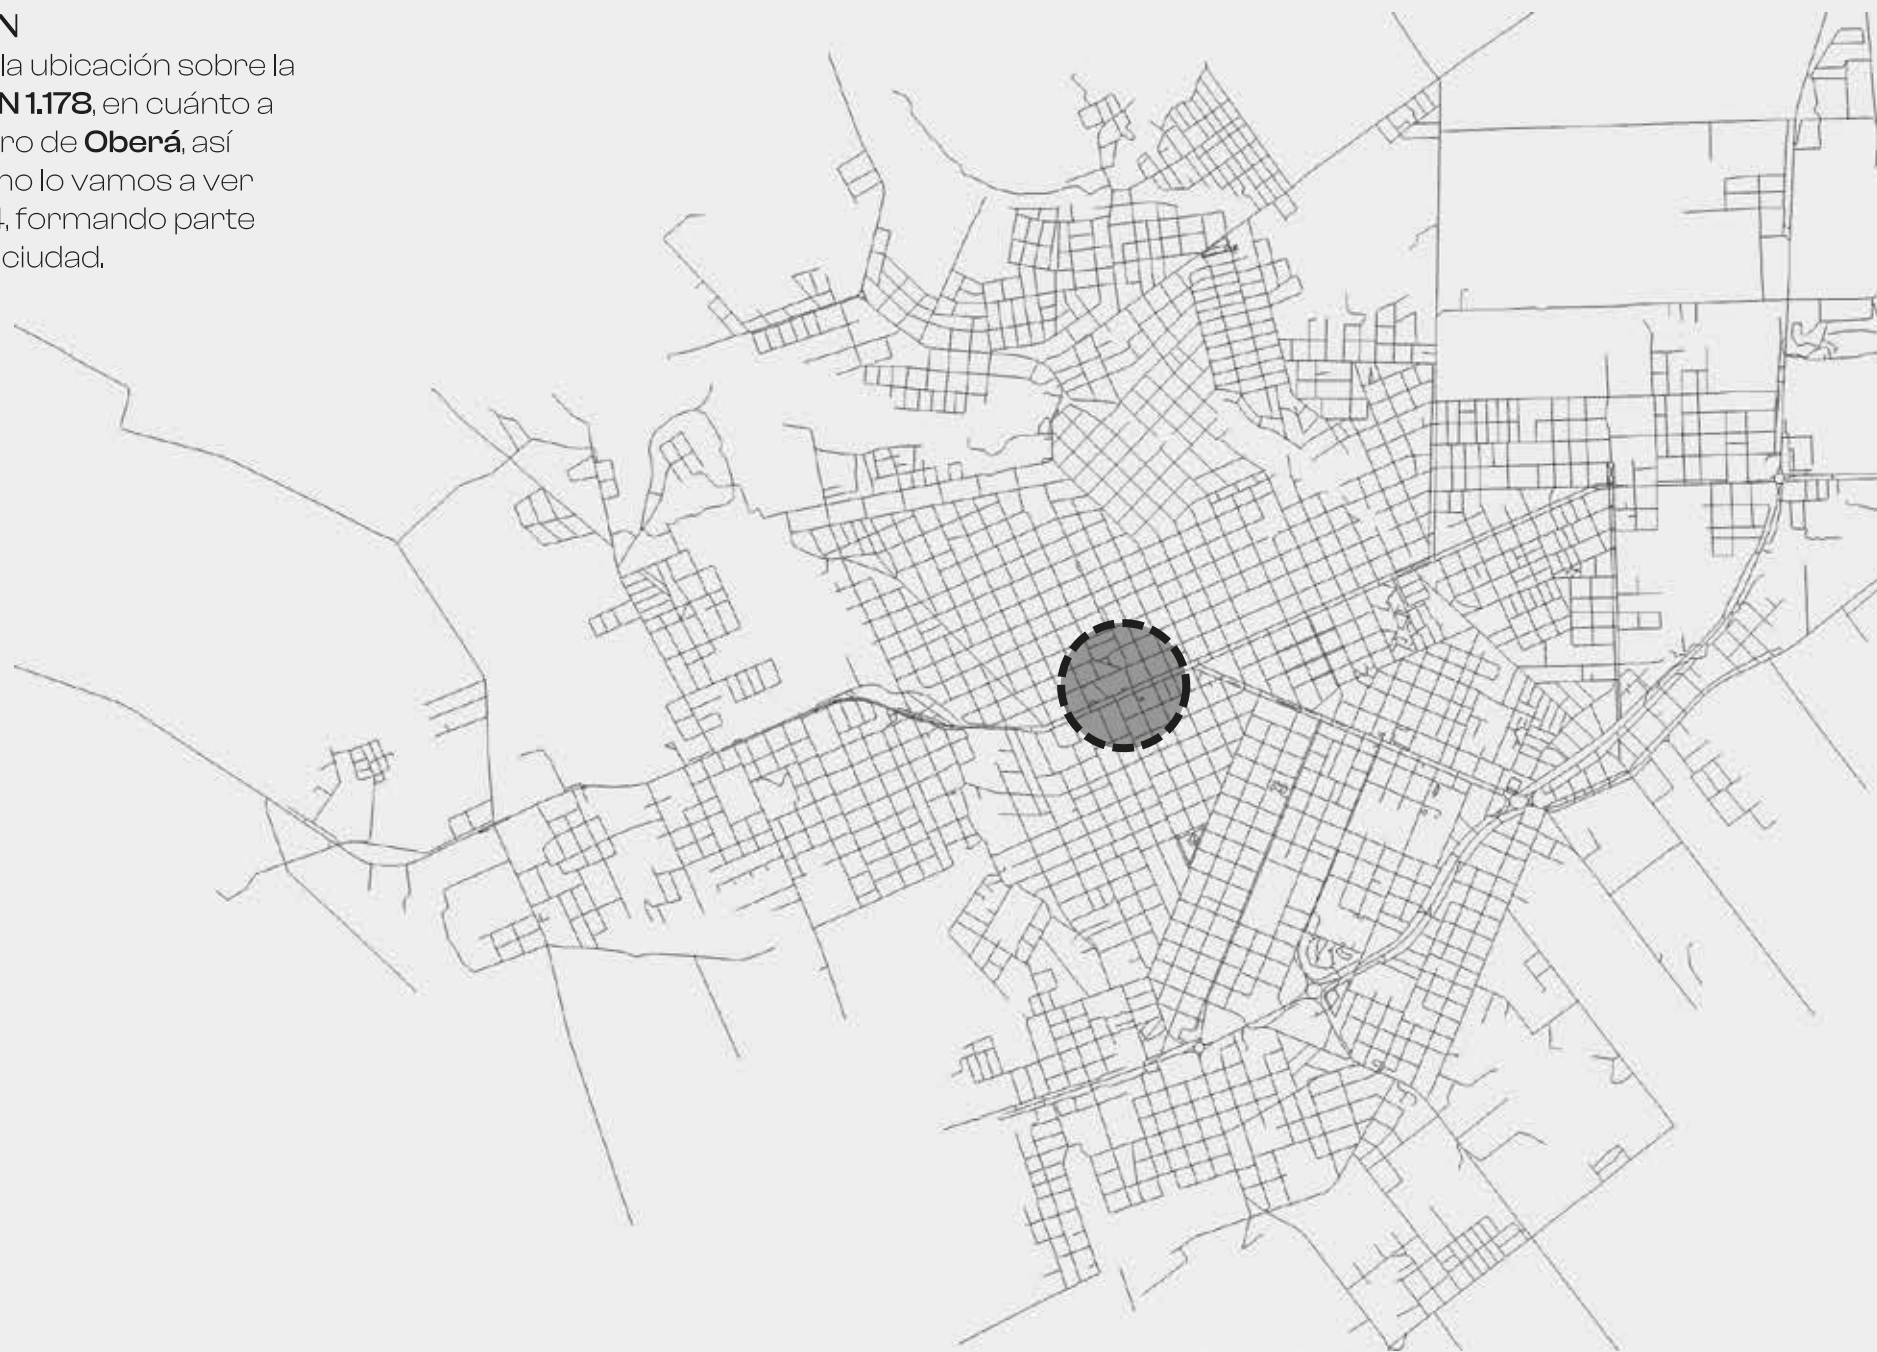 N
la ubicación sobre la
N 1.178, en cuánto a
ro de Oberá, así
no lo vamos a ver
4, formando parte
ciudad.